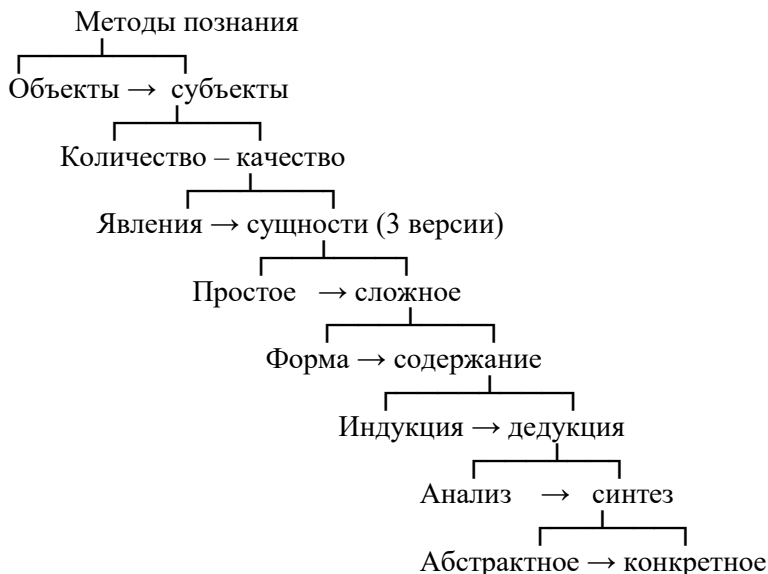 Методы познания
Объекты → субъекты
Количество – качество
Явления → сущности (3 версии)
Простое → сложное
Форма → содержание
Индукция → дедукция
Анализ → синтез
Абстрактное → конкретное